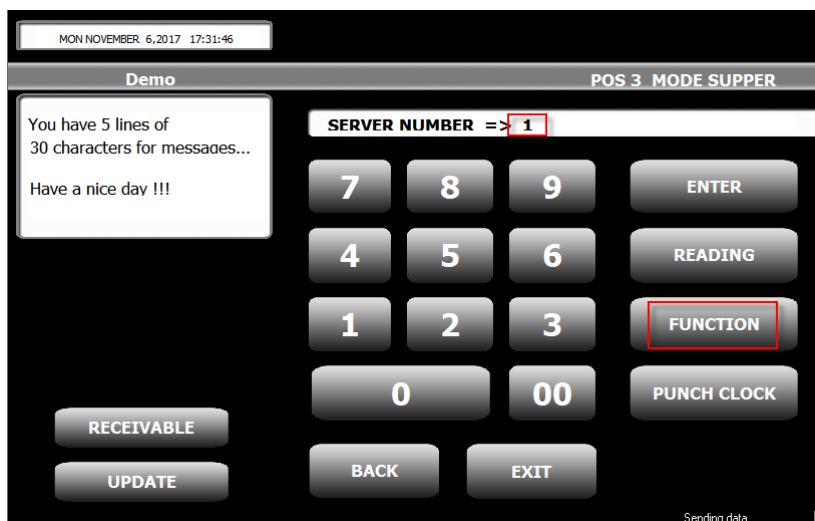 MON NOVEMBER 6,2017 17:31:46
Demo
POS 3 MODE SUPPER
You have 5 lines of
30 characters for messages...
Have a nice day !!!
SERVER NUMBER => 1
7 8 9 ENTER
4 5 6 READING
1 2 3 FUNCTION
0 00 PUNCH CLOCK
RECEIVABLE
BACK EXIT
UPDATE
Sending data